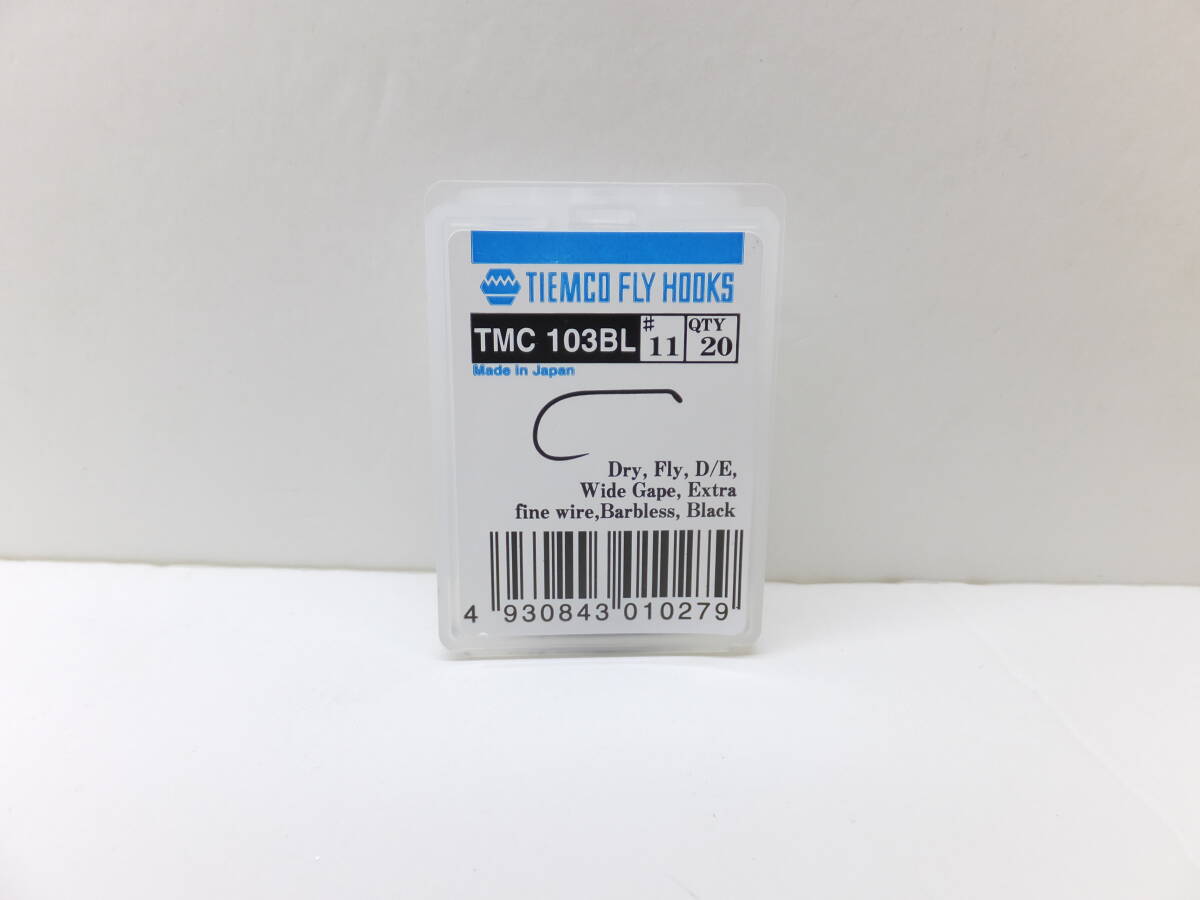 TIEMCO FLY HOOKS
TMC 103BL # 11 QTY 20
Made in Japan
Dry, Fly, D/E,
Wide Gape, Extra
fine wire,Barbless, Black
4 930843 010279